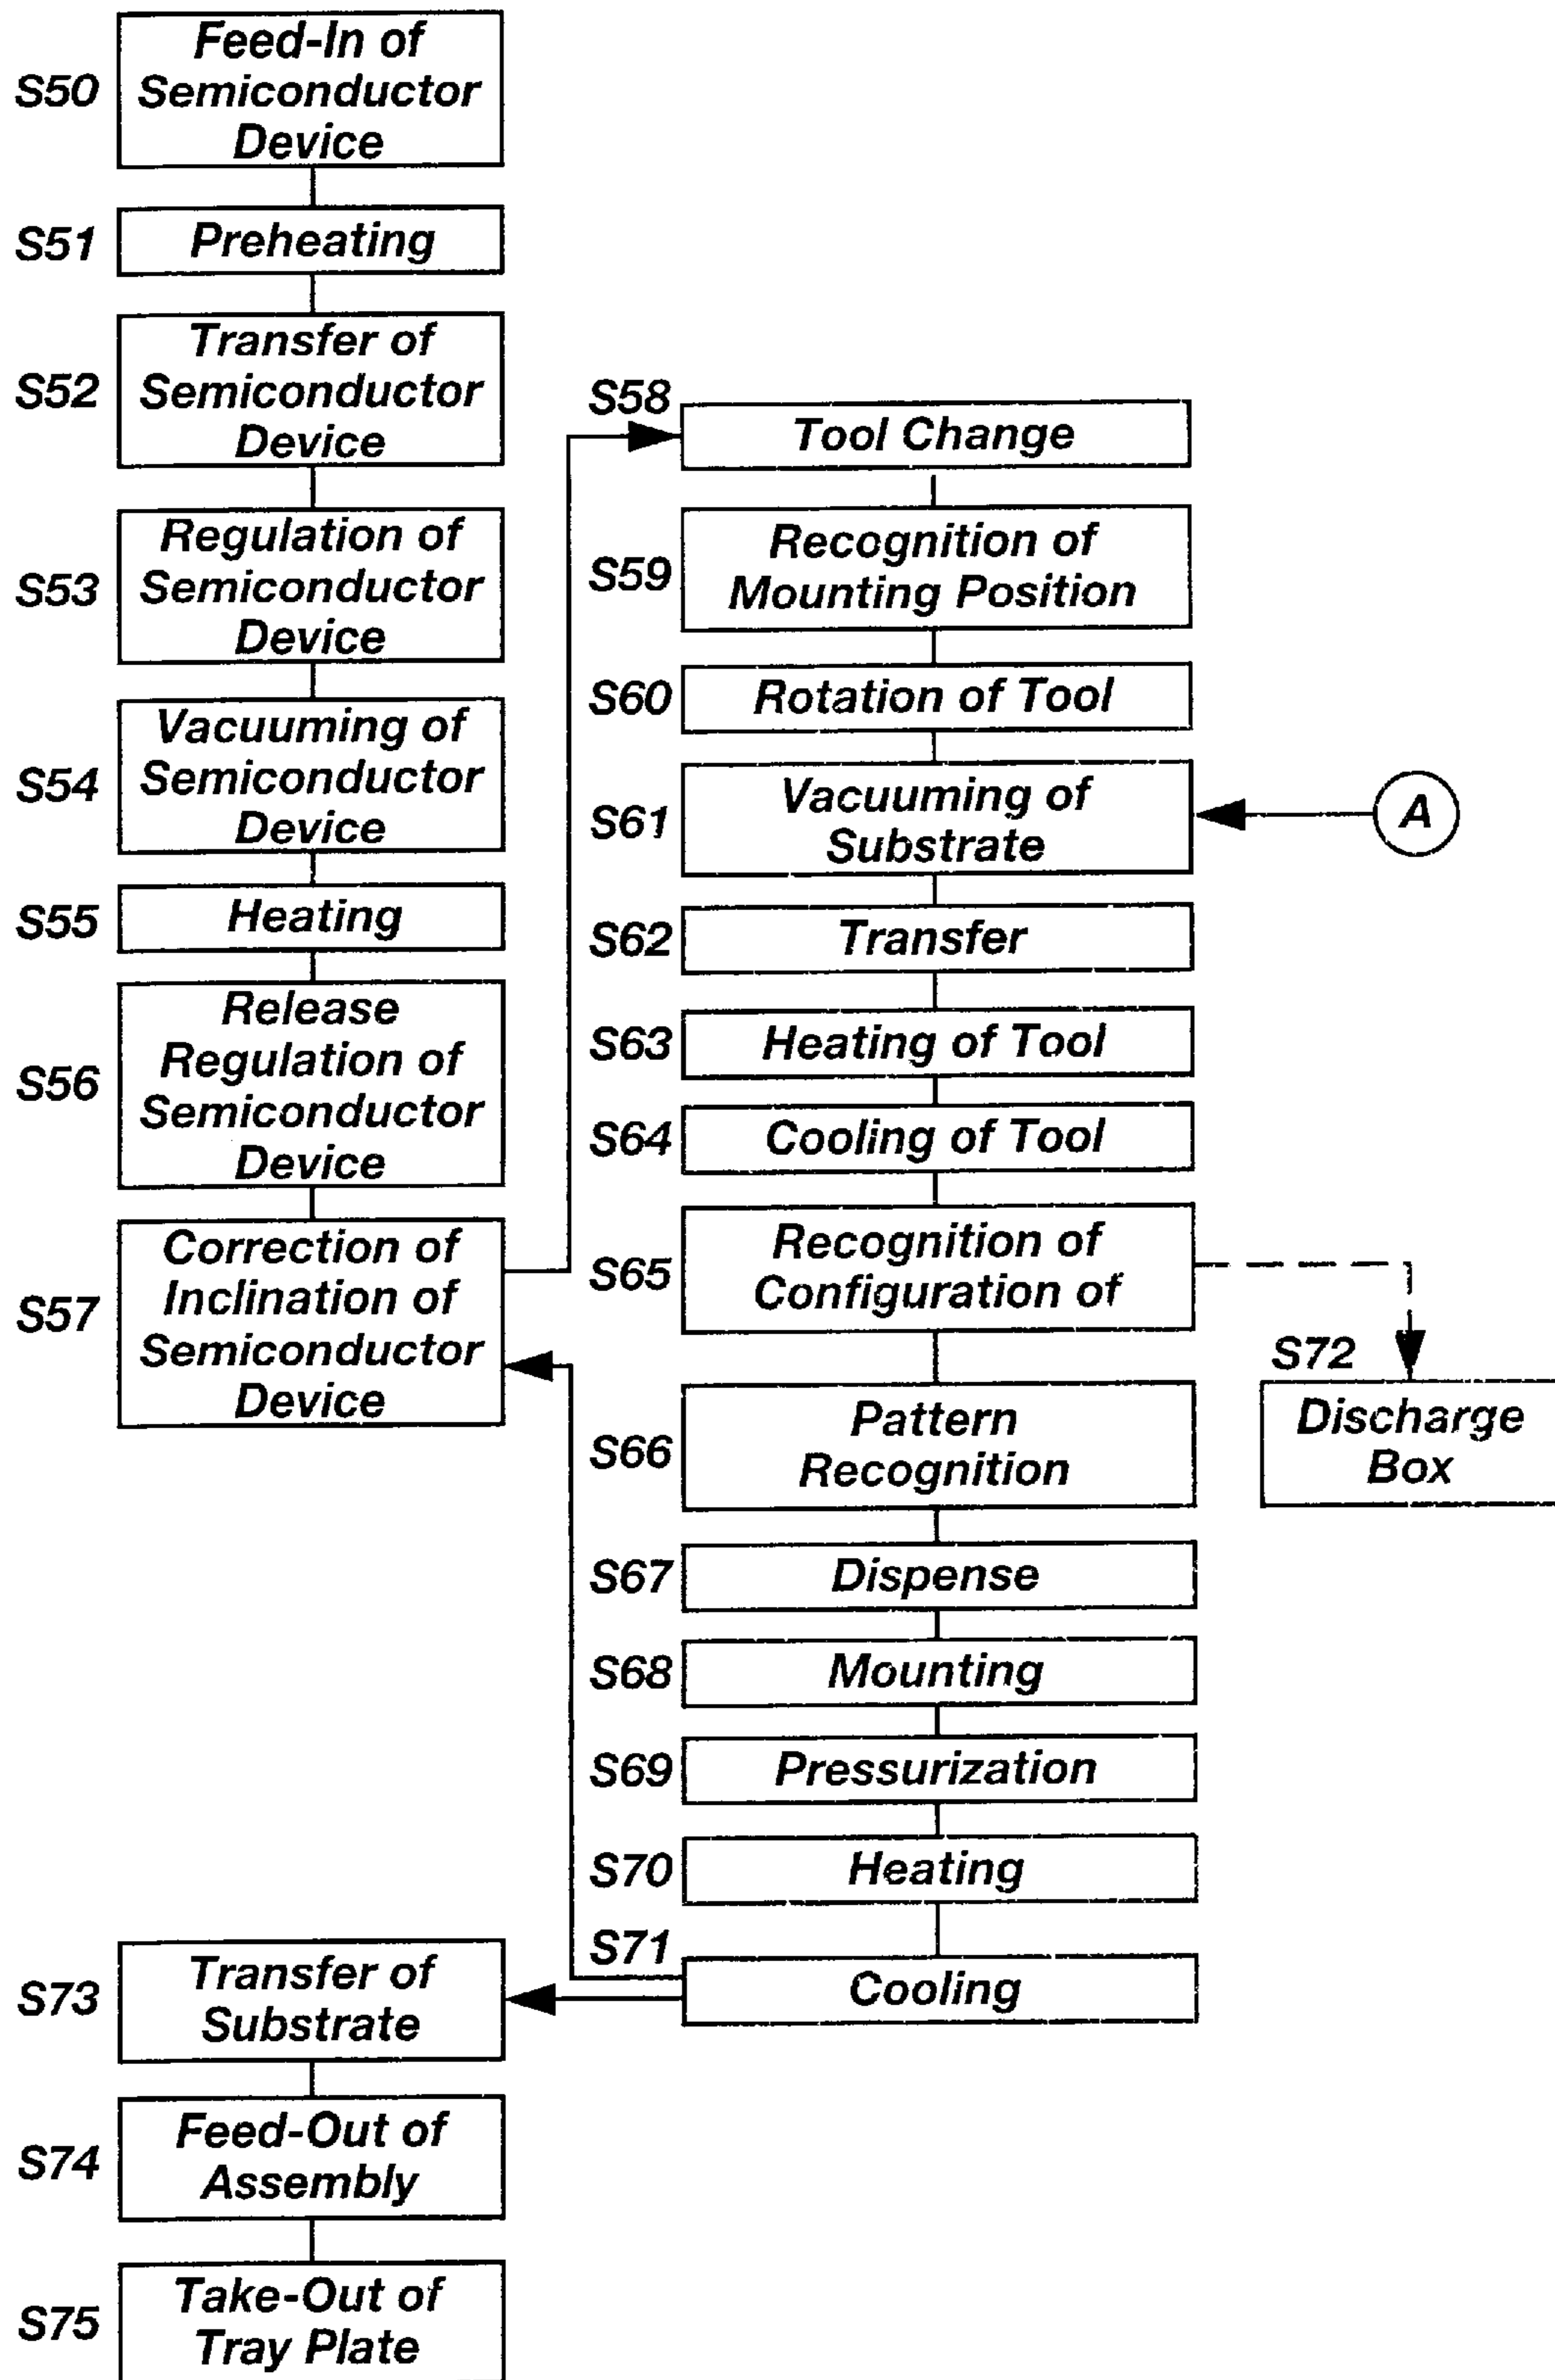 S50
Feed-In of
Semiconductor
Device
S51
Preheating
S52
Transfer of
Semiconductor
Device
S53
Regulation of
Semiconductor
Device
S54
Vacuuming of
Semiconductor
Device
S55
Heating
S56
Release
Regulation of
Semiconductor
Device
S57
Correction of
Inclination of
Semiconductor
Device
S58
Tool Change
S59
Recognition of
Mounting Position
S60
Rotation of Tool
S61
Vacuuming of
Substrate
A
S62
Transfer
S63
Heating of Tool
S64
Cooling of Tool
S65
Recognition of
Configuration of
S72
Discharge
Box
S66
Pattern
Recognition
S67
Dispense
S68
Mounting
S69
Pressurization
S70
Heating
S71
Cooling
S73
Transfer of
Substrate
S74
Feed-Out of
Assembly
S75
Take-Out of
Tray Plate